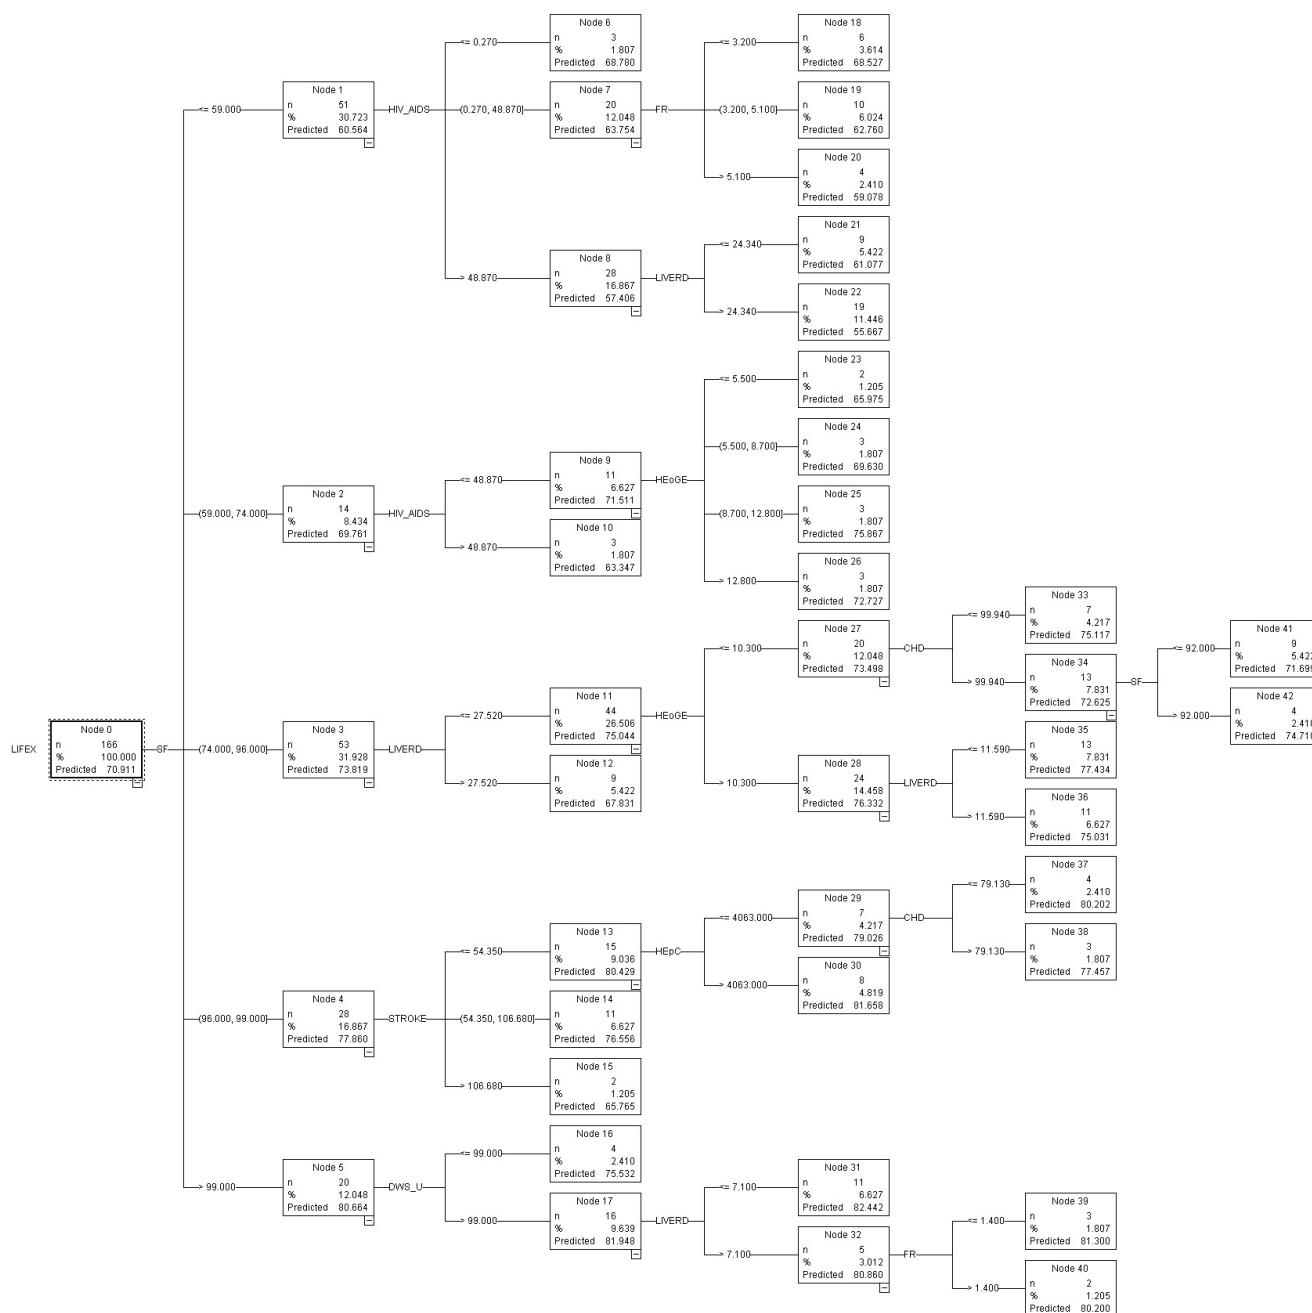 LIFEX
Node 0
n 166
% 100.000
Predicted 70.911
SF
<= 59.000
Node 1
n 51
% 30.723
Predicted 60.564
HIV_AIDS
<= 0.270
Node 6
n 3
% 1.807
Predicted 68.780
(0.270, 48.870]
Node 7
n 20
% 12.048
Predicted 63.754
FR
<= 3.200
Node 18
n 6
% 3.614
Predicted 68.527
(3.200, 5.100]
Node 19
n 10
% 6.024
Predicted 62.760
> 5.100
Node 20
n 4
% 2.410
Predicted 59.078
> 48.870
Node 8
n 28
% 16.867
Predicted 57.406
LIVERD
<= 24.340
Node 21
n 9
% 5.422
Predicted 61.077
> 24.340
Node 22
n 19
% 11.446
Predicted 55.667
(59.000, 74.000]
Node 2
n 14
% 8.434
Predicted 69.761
HIV_AIDS
<= 48.870
Node 9
n 11
% 6.627
Predicted 71.511
HEoGE
<= 5.500
Node 23
n 2
% 1.205
Predicted 65.975
(5.500, 8.700]
Node 24
n 3
% 1.807
Predicted 69.630
(8.700, 12.800]
Node 25
n 3
% 1.807
Predicted 75.867
> 12.800
Node 26
n 3
% 1.807
Predicted 72.727
> 48.870
Node 10
n 3
% 1.807
Predicted 63.347
(74.000, 96.000]
Node 3
n 53
% 31.928
Predicted 73.819
LIVERD
<= 27.520
Node 11
n 44
% 26.506
Predicted 75.044
HEoGE
<= 10.300
Node 27
n 20
% 12.048
Predicted 73.498
CHD
<= 99.940
Node 33
n 7
% 4.217
Predicted 75.117
> 99.940
Node 34
n 13
% 7.831
Predicted 72.625
SF
<= 92.000
Node 41
n 9
% 5.422
Predicted 71.699
> 92.000
Node 42
n 4
% 2.410
Predicted 74.710
> 10.300
Node 28
n 24
% 14.458
Predicted 76.332
LIVERD
<= 11.590
Node 35
n 13
% 7.831
Predicted 77.434
> 11.590
Node 36
n 11
% 6.627
Predicted 75.031
> 27.520
Node 12
n 9
% 5.422
Predicted 67.831
(96.000, 99.000]
Node 4
n 28
% 16.867
Predicted 77.860
STROKE
<= 54.350
Node 13
n 15
% 9.036
Predicted 80.429
HEpC
<= 4063.000
Node 29
n 7
% 4.217
Predicted 79.026
CHD
<= 79.130
Node 37
n 4
% 2.410
Predicted 80.202
> 79.130
Node 38
n 3
% 1.807
Predicted 77.457
> 4063.000
Node 30
n 8
% 4.819
Predicted 81.658
(54.350, 106.680]
Node 14
n 11
% 6.627
Predicted 76.556
> 106.680
Node 15
n 2
% 1.205
Predicted 65.765
> 99.000
Node 5
n 20
% 12.048
Predicted 80.664
DWS_U
<= 99.000
Node 16
n 4
% 2.410
Predicted 75.532
> 99.000
Node 17
n 16
% 9.639
Predicted 81.948
LIVERD
<= 7.100
Node 31
n 11
% 6.627
Predicted 82.442
> 7.100
Node 32
n 5
% 3.012
Predicted 80.860
FR
<= 1.400
Node 39
n 3
% 1.807
Predicted 81.300
> 1.400
Node 40
n 2
% 1.205
Predicted 80.200